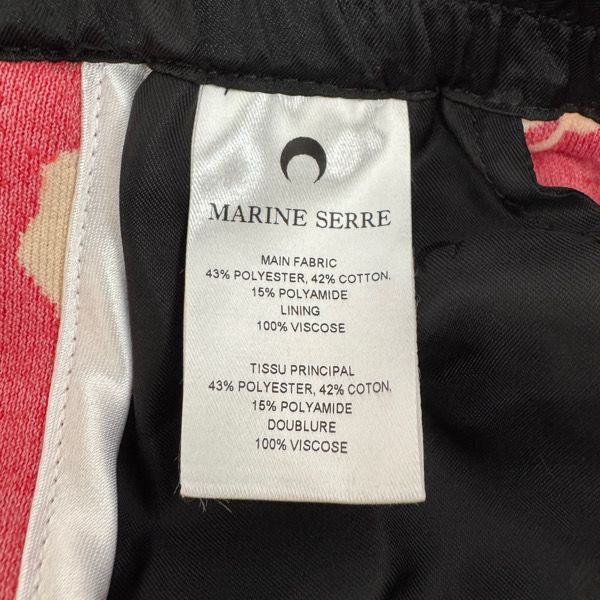 MARINE SERRE
MAIN FABRIC
43% POLYESTER, 42% COTTON.
15% POLYAMIDE
LINING
100% VISCOSE
TISSU PRINCIPAL
43% POLYESTER, 42% COTON.
15% POLYAMIDE
DOUBLURE
100% VISCOSE